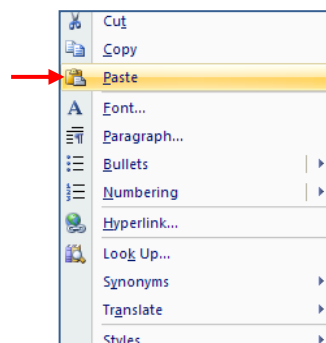 Cut
Copy
Paste
Font...
Paragraph...
Bullets
Numbering
Hyperlink...
Look Up...
Synonyms
Translate
Styles